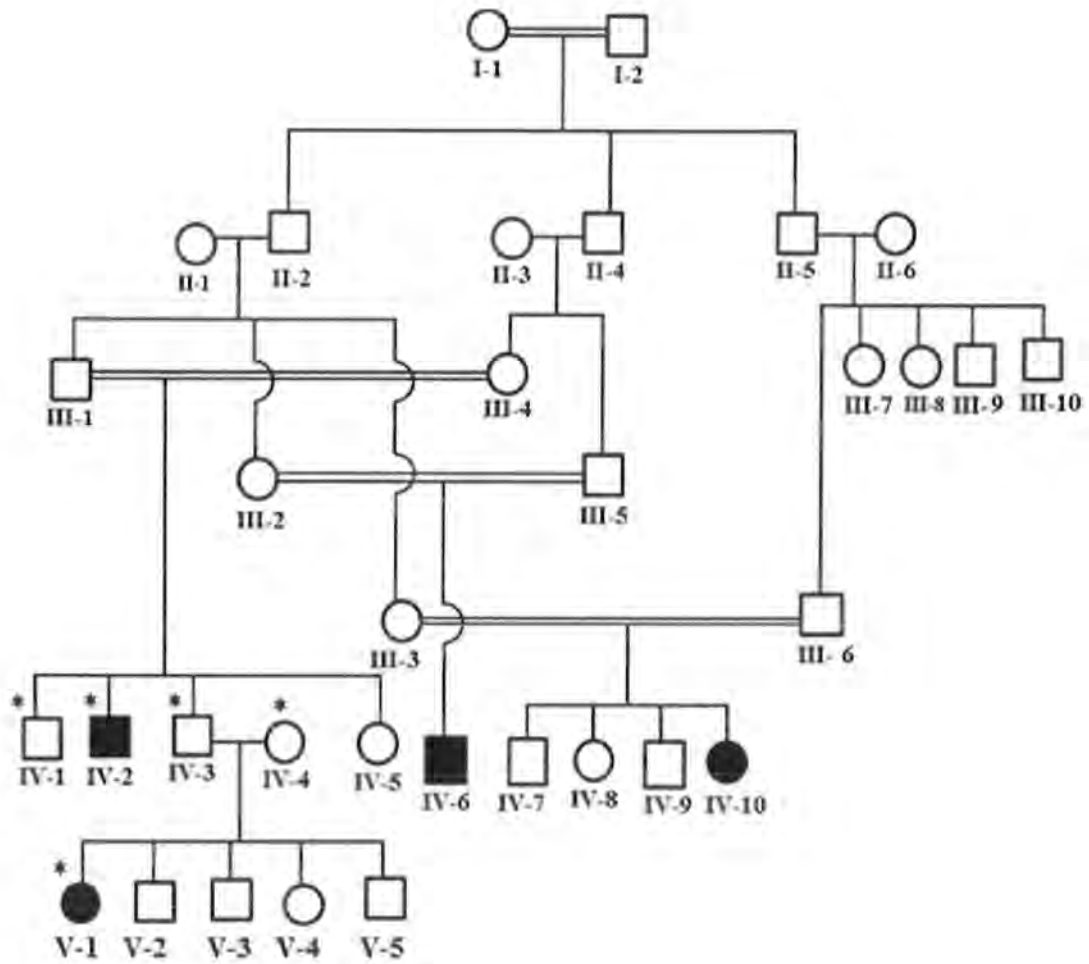 I-1 I-2
II-1 II-2 II-3 II-4 II-5 II-6
III-1 III-4 III-7 III-8 III-9 III-10
III-2 III-5
III-3 III- 6
* * * *
IV-1 IV-2 IV-3 IV-4 IV-5 IV-6 IV-7 IV-8 IV-9 IV-10
*
V-1 V-2 V-3 V-4 V-5